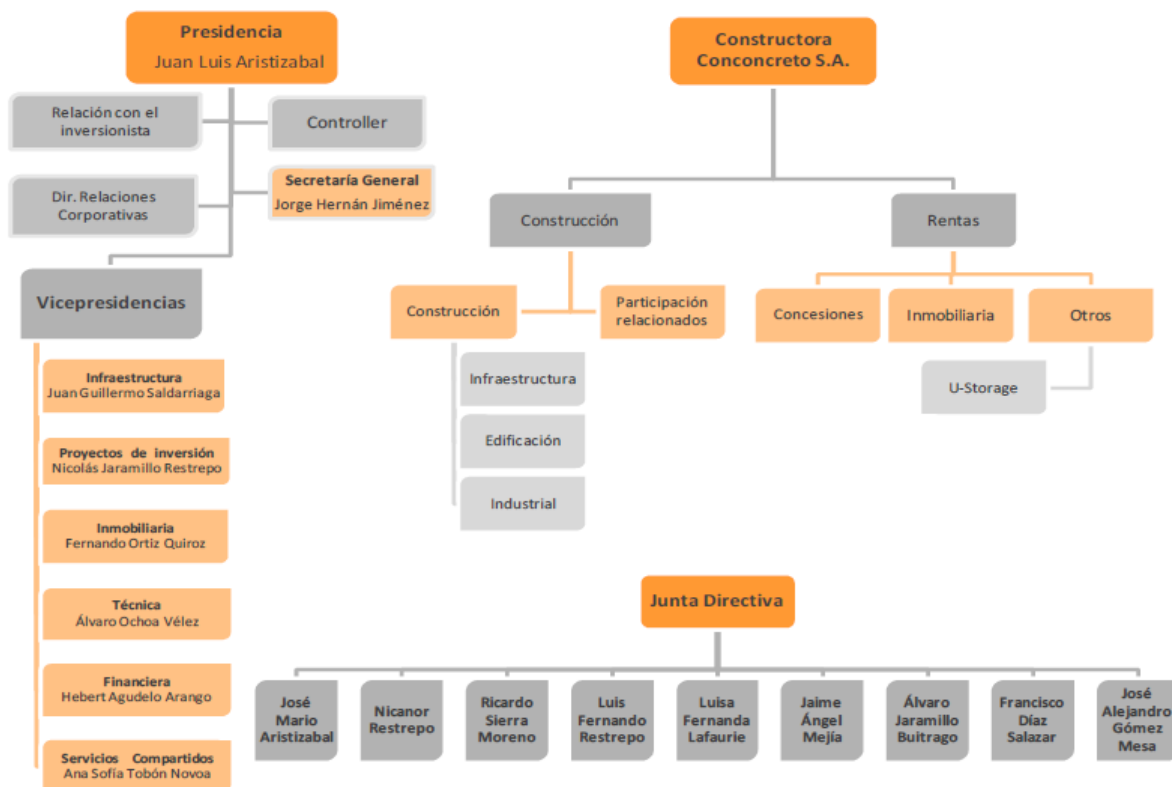 Presidencia
Juan Luis Aristizabal
Relación con el
inversionista
Controller
Dir. Relaciones
Corporativas
Secretaría General
Jorge Hernán Jiménez
Vicepresidencias
Infraestructura
Juan Guillermo Saldarriaga
Proyectos de inversión
Nicolás Jaramillo Restrepo
Inmobiliaria
Fernando Ortiz Quiroz
Técnica
Álvaro Ochoa Vélez
Financiera
Hebert Agudelo Arango
Servicios Compartidos
Ana Sofía Tobón Novoa
Constructora
Conconcreto S.A.
Construcción
Rentas
Construcción
Participación
relacionados
Concesiones
Inmobiliaria
Otros
Infraestructura
Edificación
Industrial
U-Storage
Junta Directiva
José
Mario
Aristizabal
Nicanor
Restrepo
Ricardo
Sierra
Moreno
Luis
Fernando
Restrepo
Luisa
Fernanda
Lafaurie
Jaime
Ángel
Mejía
Álvaro
Jaramillo
Buitrago
Francisco
Díaz
Salazar
José
Alejandro
Gómez
Mesa